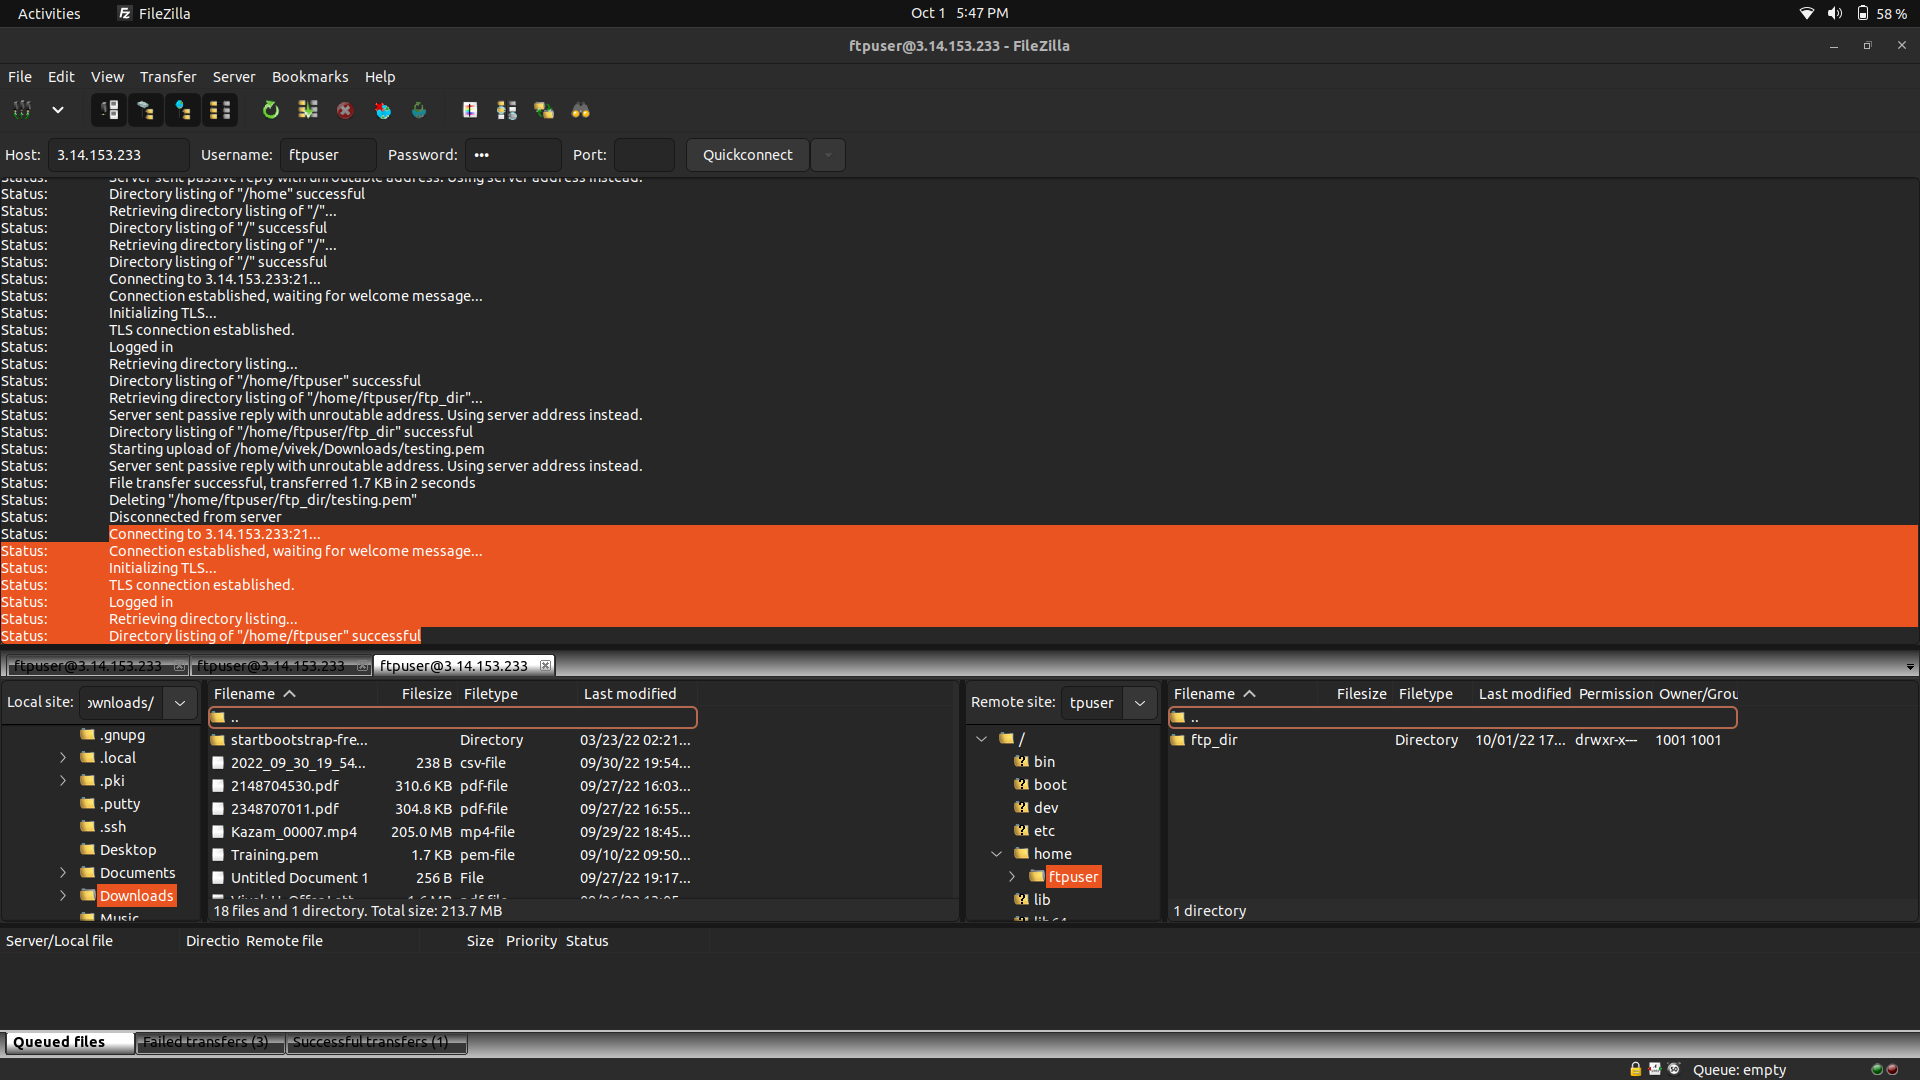 Activities FileZilla Oct 1 5:47 PM 58 %
ftpuser@3.14.153.233 - FileZilla
File Edit View Transfer Server Bookmarks Help
Host: 3.14.153.233 Username: ftpuser Password: ••• Port: Quickconnect
Status: Server sent passive reply with unroutable address. Using server address instead.
Status: Directory listing of "/home" successful
Status: Retrieving directory listing of "/"...
Status: Directory listing of "/" successful
Status: Retrieving directory listing of "/"...
Status: Directory listing of "/" successful
Status: Connecting to 3.14.153.233:21...
Status: Connection established, waiting for welcome message...
Status: Initializing TLS...
Status: TLS connection established.
Status: Logged in
Status: Retrieving directory listing...
Status: Directory listing of "/home/ftpuser" successful
Status: Retrieving directory listing of "/home/ftpuser/ftp_dir"...
Status: Server sent passive reply with unroutable address. Using server address instead.
Status: Directory listing of "/home/ftpuser/ftp_dir" successful
Status: Starting upload of /home/vivek/Downloads/testing.pem
Status: Server sent passive reply with unroutable address. Using server address instead.
Status: File transfer successful, transferred 1.7 KB in 2 seconds
Status: Deleting "/home/ftpuser/ftp_dir/testing.pem"
Status: Disconnected from server
Status: Connecting to 3.14.153.233:21...
Status: Connection established, waiting for welcome message...
Status: Initializing TLS...
Status: TLS connection established.
Status: Logged in
Status: Retrieving directory listing...
Status: Directory listing of "/home/ftpuser" successful
ftpuser@3.14.153.233 ftpuser@3.14.153.233 ftpuser@3.14.153.233
Local site: ownloads/
.gnupg
.local
.pki
.putty
.ssh
Desktop
Documents
Downloads
Music
Filename Filesize Filetype Last modified
..
startbootstrap-fre... Directory 03/23/22 02:21...
2022_09_30_19_54... 238 B csv-file 09/30/22 19:54...
2148704530.pdf 310.6 KB pdf-file 09/27/22 16:03...
2348707011.pdf 304.8 KB pdf-file 09/27/22 16:55...
Kazam_00007.mp4 205.0 MB mp4-file 09/29/22 18:45...
Training.pem 1.7 KB pem-file 09/10/22 09:50...
Untitled Document 1 256 B File 09/27/22 19:17...
18 files and 1 directory. Total size: 213.7 MB
Remote site: tpuser
/
bin
boot
dev
etc
home
ftpuser
lib
lib64
Filename Filesize Filetype Last modified Permission Owner/Grou
..
ftp_dir Directory 10/01/22 17... drwxr-x--- 1001 1001
1 directory
Server/Local file Directio Remote file Size Priority Status
Queued files Failed transfers (3) Successful transfers (1)
Queue: empty